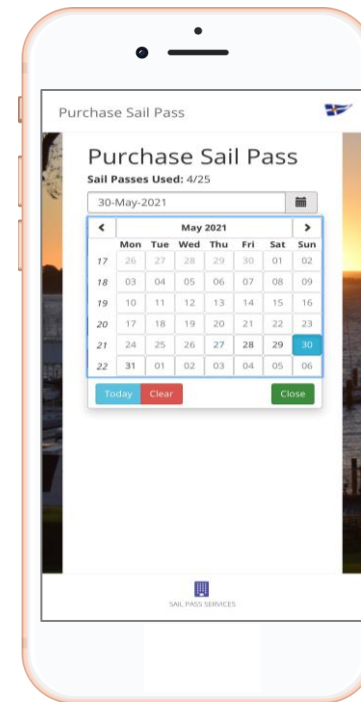 Purchase Sail Pass
Purchase Sail Pass
Sail Passes Used: 4/25
30-May-2021
May 2021
Mon Tue Wed Thu Fri Sat Sun
17 26 27 28 29 30 01 02
18 03 04 05 06 07 08 09
19 10 11 12 13 14 15 16
20 17 18 19 20 21 22 23
21 24 25 26 27 28 29 30
22 31 01 02 03 04 05 06
Today Clear Close
SAIL PASS SERVICES